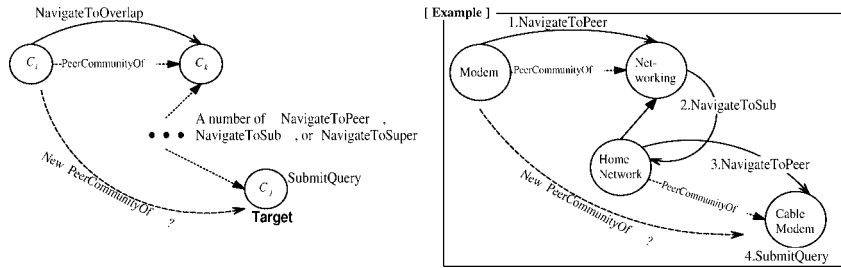 NavigateToOverlap
C_i
PeerCommunityOf
C_k
A number of NavigateToPeer ,
••• NavigateToSub , or NavigateToSuper
New PeerCommunityOf ?
C_j
SubmitQuery
Target
[ Example ]
1.NavigateToPeer
Modem
PeerCommunityOf
Net-
working
2.NavigateToSub
Home
Network
3.NavigateToPeer
PeerCommunityOf
New PeerCommunityOf ?
Cable
Modem
4.SubmitQuery